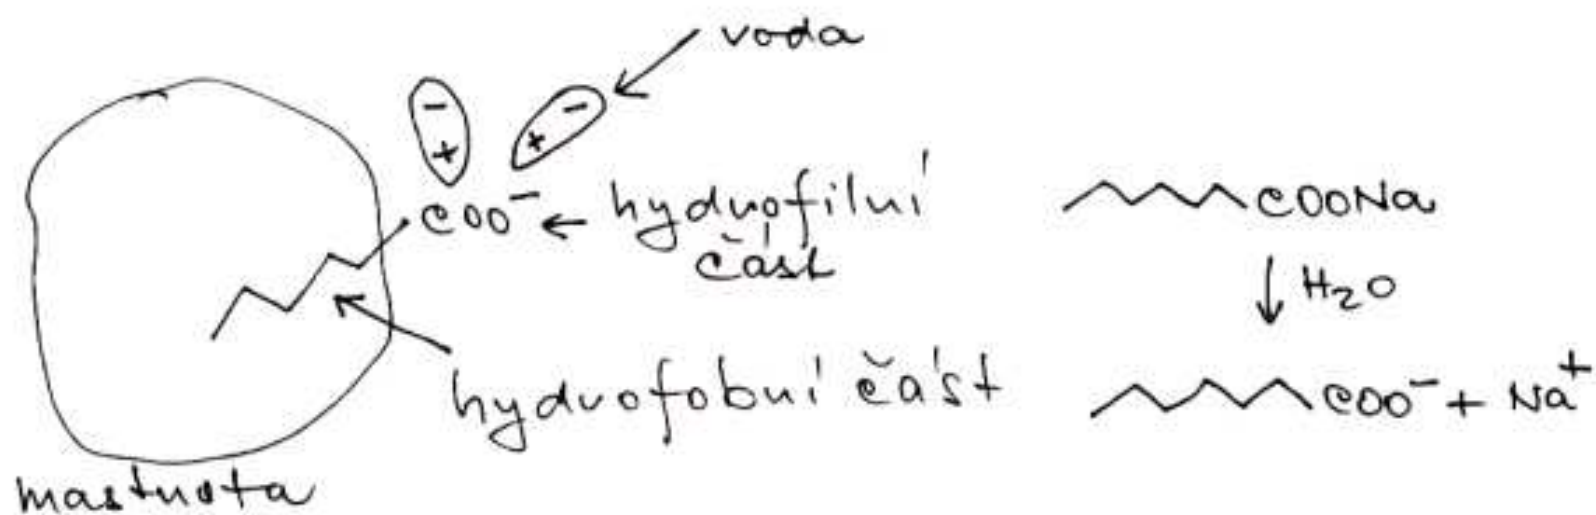 voda
- -
+ +
COO⁻ ← hydrofilní
část
hydrofobní část
mastnota
COONa
↓ H₂O
COO⁻ + Na⁺